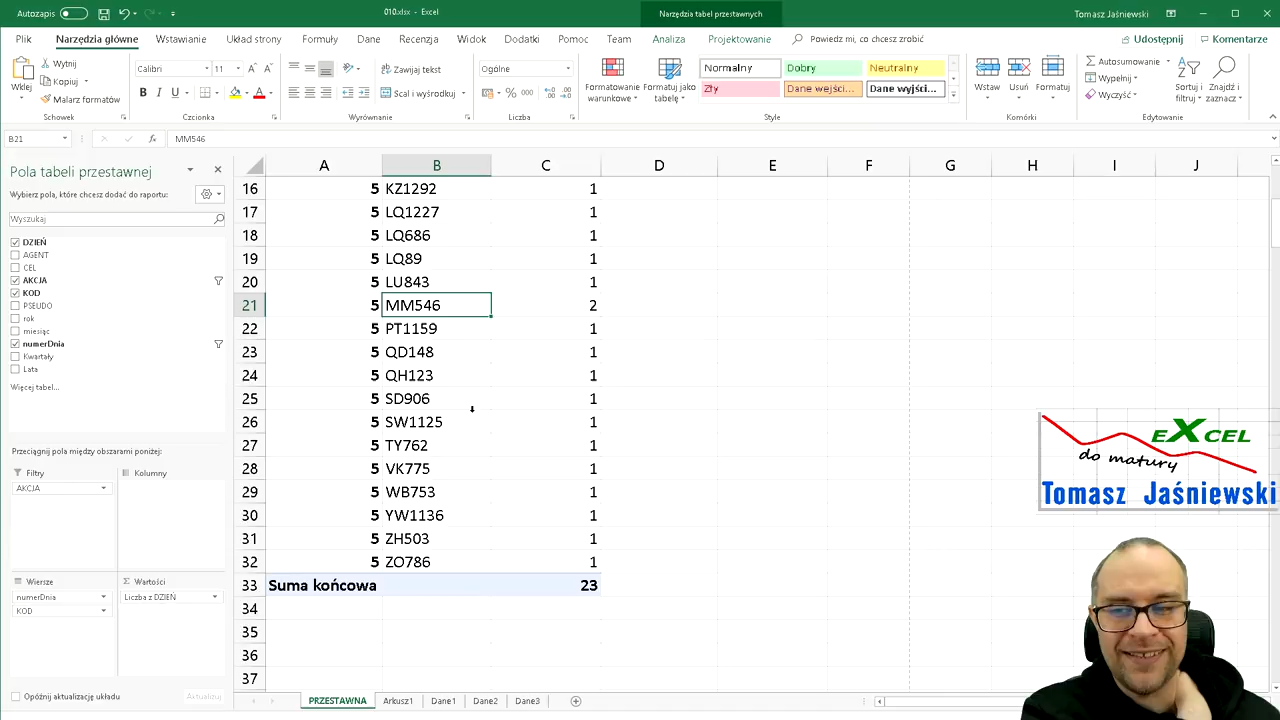 Autozapis
010.xlsx - Excel
Narzędzia tabel przestawnych
Tomasz Jaśniewski
Plik Narzędzia główne Wstawianie Układ strony Formuły Dane Recenzja Widok Dodatki Pomoc Team Analiza Projektowanie Powiedz mi, co chcesz zrobić Udostępnij Komentarze
Wklej
Wytnij
Kopiuj
Malarz formatów
Schowek
Calibri 11
B I U
Czcionka
Zawijaj tekst
Scal i wyśrodkuj
Wyrównanie
Ogólne
% 000
Liczba
Formatowanie warunkowe
Formatuj jako tabelę
Normalny Dobry Neutralny
Zły Dane wejści... Dane wyjści...
Style
Wstaw Usuń Formatuj
Komórki
Autosumowanie
Wypełnij
Wyczyść
Sortuj i filtruj
Znajdź i zaznacz
Edytowanie
B21 fx MM546
Pola tabeli przestawnej
Wybierz pola, które chcesz dodać do raportu:
Wyszukaj
DZIEŃ
AGENT
CEL
AKCJA
KOD
PSEUDO
rok
miesiąc
numerDnia
Kwartały
Lata
Więcej tabel...
Przeciągnij pola między obszarami poniżej:
Filtry
AKCJA
Kolumny
Wiersze
numerDnia
KOD
Σ Wartości
Liczba z DZIEŃ
Opóźnij aktualizację układu Aktualizuj
A B C D E F G H I J
16 5 KZ1292 1
17 5 LQ1227 1
18 5 LQ686 1
19 5 LQ89 1
20 5 LU843 1
21 5 MM546 2
22 5 PT1159 1
23 5 QD148 1
24 5 QH123 1
25 5 SD906 1
26 5 SW1125 1
27 5 TY762 1
28 5 VK775 1
29 5 WB753 1
30 5 YW1136 1
31 5 ZH503 1
32 5 ZO786 1
33 Suma końcowa 23
34
35
36
37
PRZESTAWNA Arkusz1 Dane1 Dane2 Dane3
EXCEL
do matury
Tomasz Jaśniewski